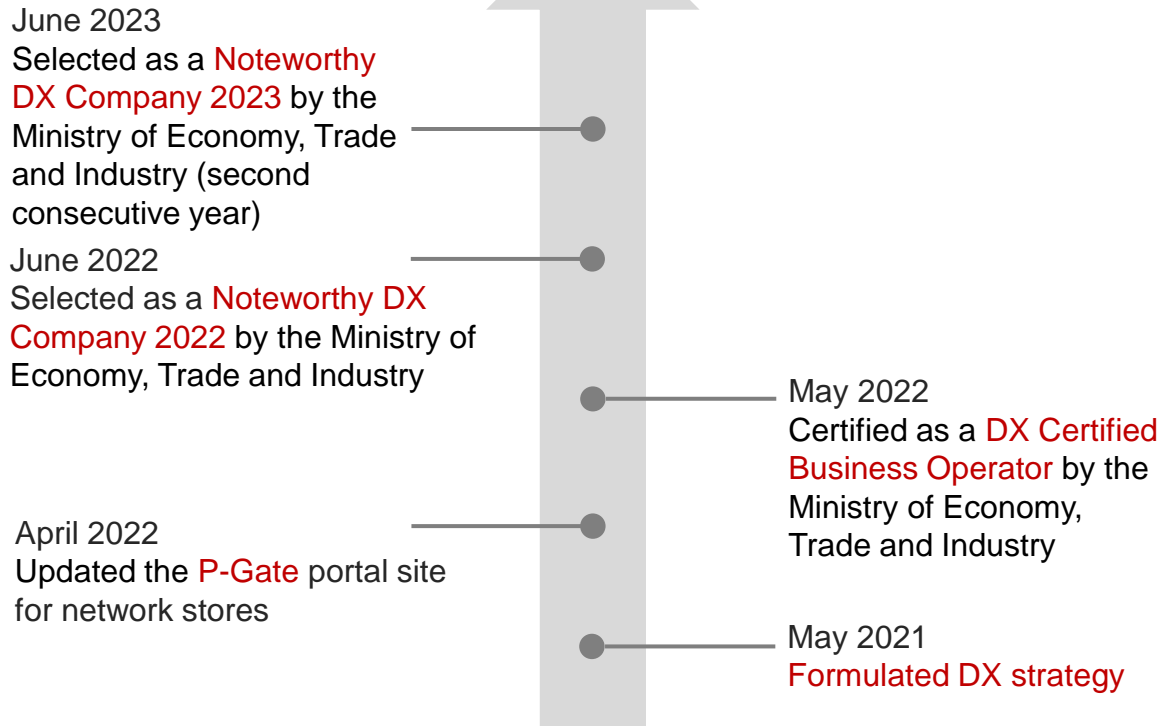 June 2023
Selected as a Noteworthy
DX Company 2023 by the
Ministry of Economy, Trade
and Industry (second
consecutive year)
June 2022
Selected as a Noteworthy DX
Company 2022 by the Ministry of
Economy, Trade and Industry
May 2022
Certified as a DX Certified
Business Operator by the
Ministry of Economy,
Trade and Industry
April 2022
Updated the P-Gate portal site
for network stores
May 2021
Formulated DX strategy